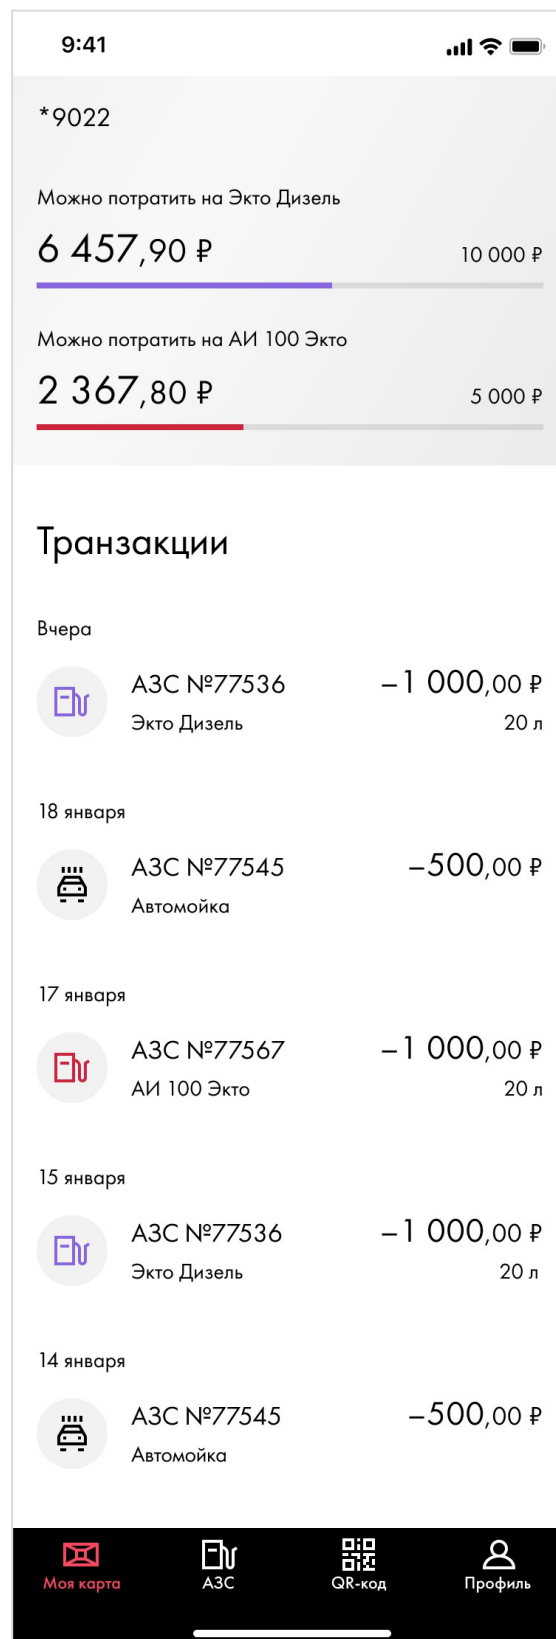 9:41
*9022
Можно потратить на Экто Дизель
6 457,90 ₽ 10 000 ₽
Можно потратить на АИ 100 Экто
2 367,80 ₽ 5 000 ₽
Транзакции
Вчера
АЗС №77536 –1 000,00 ₽
Экто Дизель 20 л
18 января
АЗС №77545 –500,00 ₽
Автомойка
17 января
АЗС №77567 –1 000,00 ₽
АИ 100 Экто 20 л
15 января
АЗС №77536 –1 000,00 ₽
Экто Дизель 20 л
14 января
АЗС №77545 –500,00 ₽
Автомойка
Моя карта АЗС QR-код Профиль